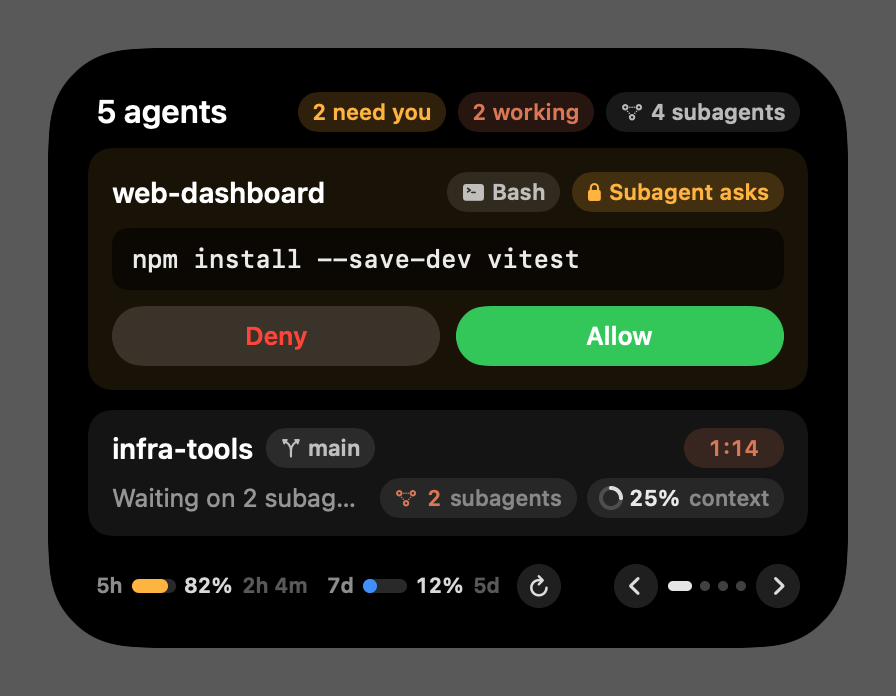 5 agents 2 need you 2 working 4 subagents
web-dashboard Bash Subagent asks
npm install --save-dev vitest
Deny Allow
infra-tools main 1:14
Waiting on 2 subag... 2 subagents 25% context
5h 82% 2h 4m 7d 12% 5d